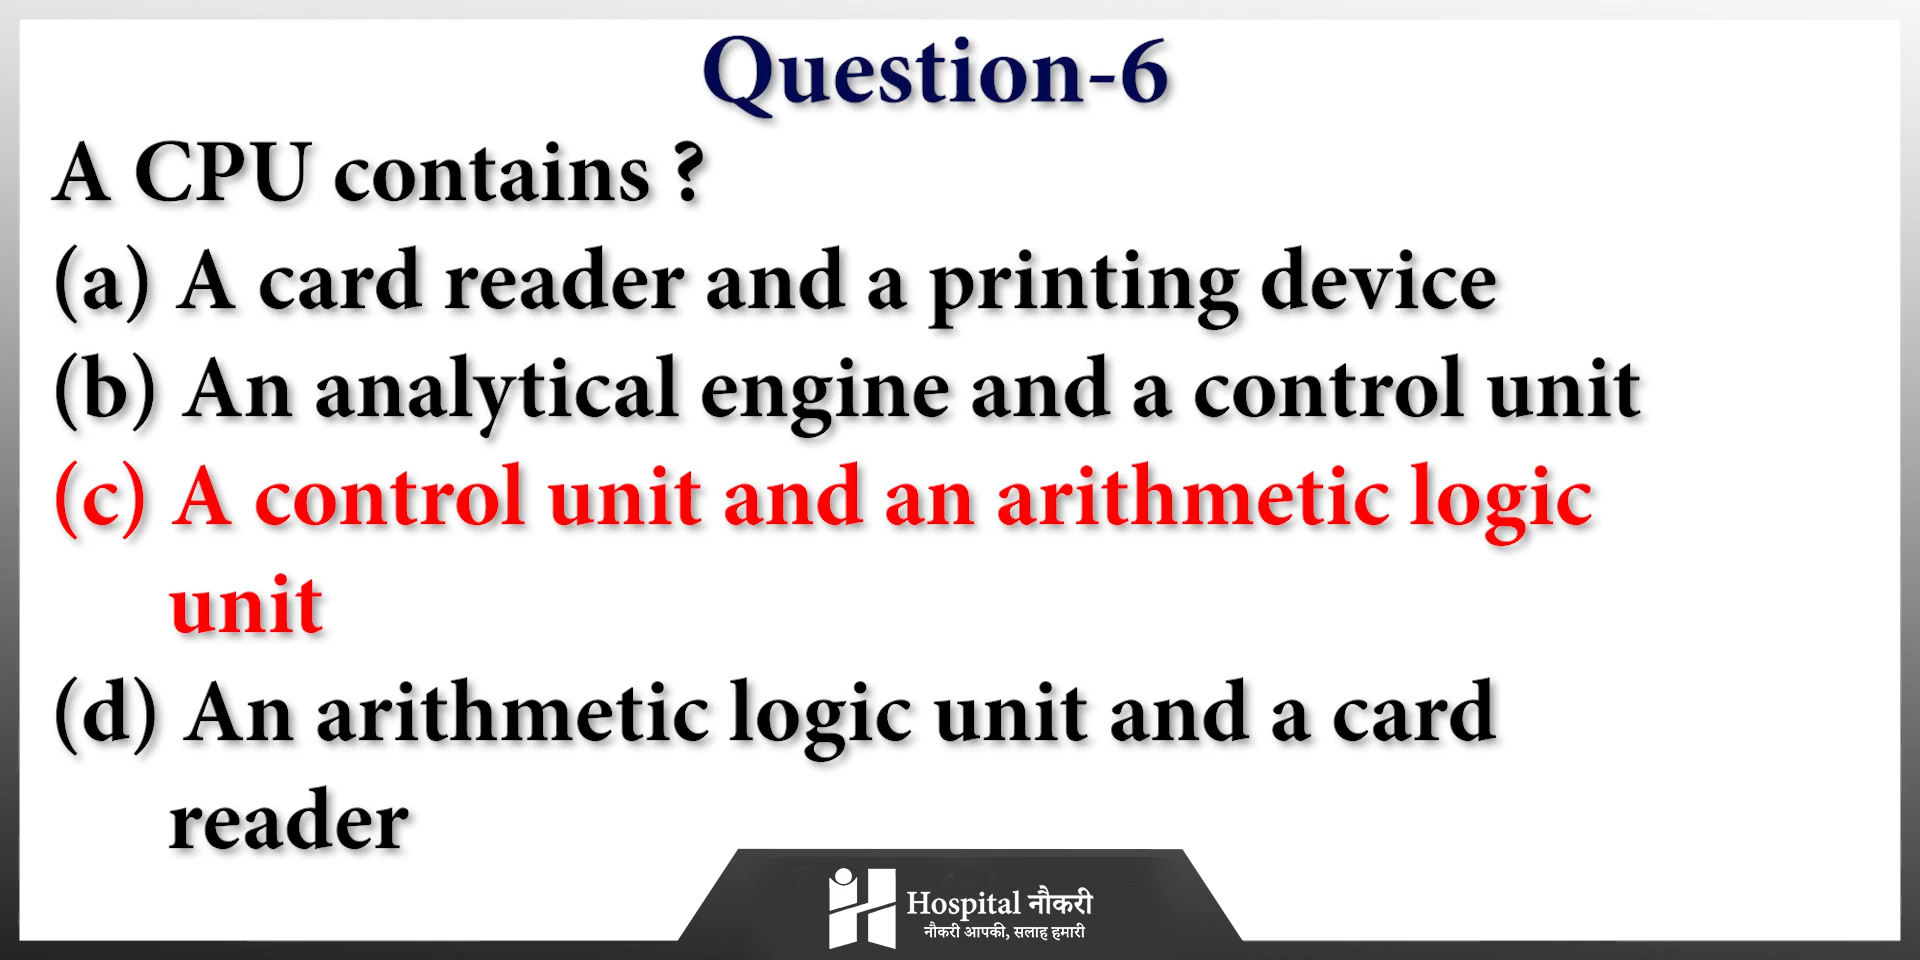 Question-6
A CPU contains ?
(a) A card reader and a printing device
(b) An analytical engine and a control unit
(c) A control unit and an arithmetic logic
unit
(d) An arithmetic logic unit and a card
reader
Hospital नौकरी
नौकरी आपकी, सलाह हमारी